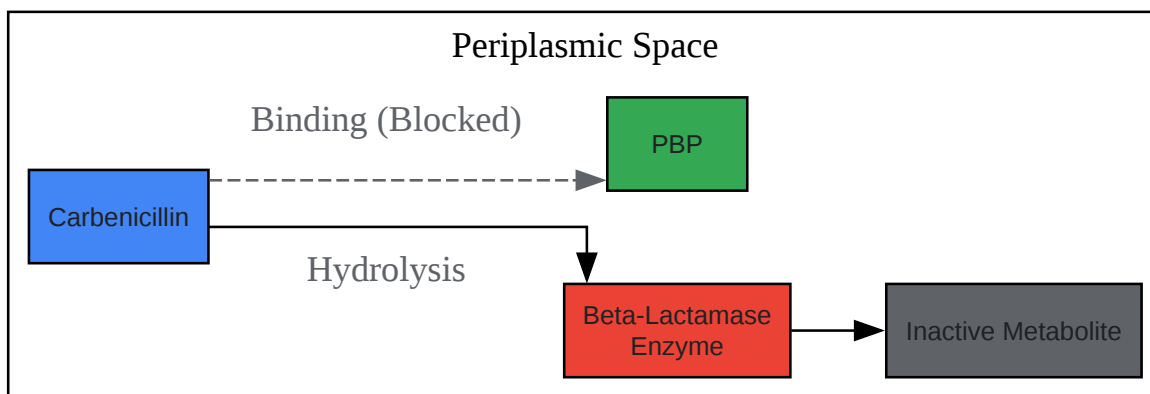 Periplasmic Space
Binding (Blocked)
PBP
Carbenicillin
Hydrolysis
Beta-Lactamase
Enzyme
Inactive Metabolite